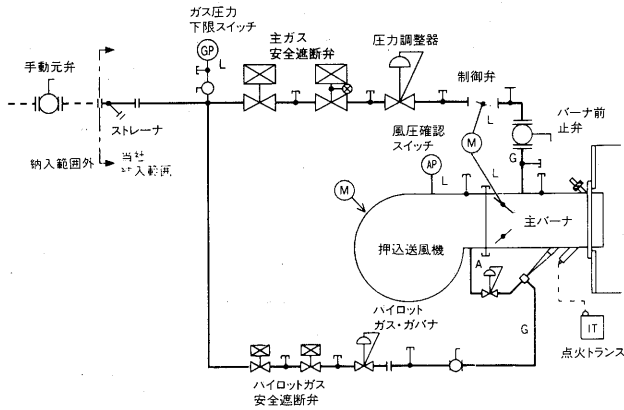 ガス圧力
下限スイッチ
GP
L
主ガス
安全遮断弁
圧力調整器
手動元弁
制御弁
L
バーナ前
止弁
ストレーナ
風圧確認
スイッチ
M
G
納入範囲外
当社
入範囲
AP
L
L
M
主バーナ
押込送風機
A
パイロット
ガス・ガバナ
G
IT
点火トランス
パイロットガス
安全遮断弁